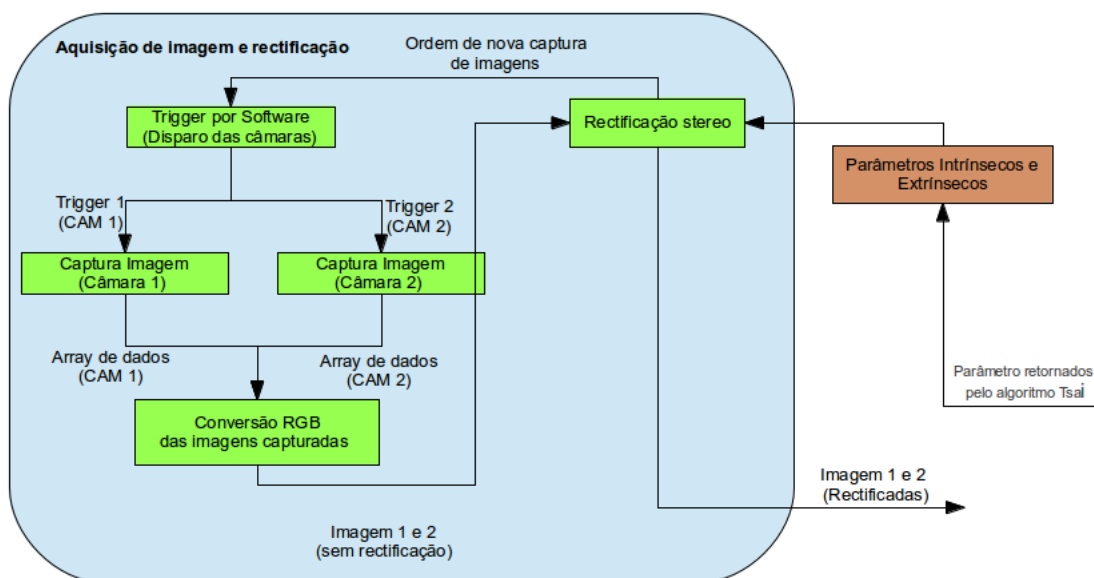 Aquisição de imagem e rectificação
Ordem de nova captura
de imagens
Trigger por Software
(Disparo das câmaras)
Rectificação stereo
Parâmetros Intrínsecos e
Extrínsecos
Trigger 1
(CAM 1)
Trigger 2
(CAM 2)
Captura Imagem
(Câmara 1)
Captura Imagem
(Câmara 2)
Array de dados
(CAM 1)
Array de dados
(CAM 2)
Parâmetro retornados
pelo algoritmo Tsai
Conversão RGB
das imagens capturadas
Imagem 1 e 2
(Rectificadas)
Imagem 1 e 2
(sem rectificação)